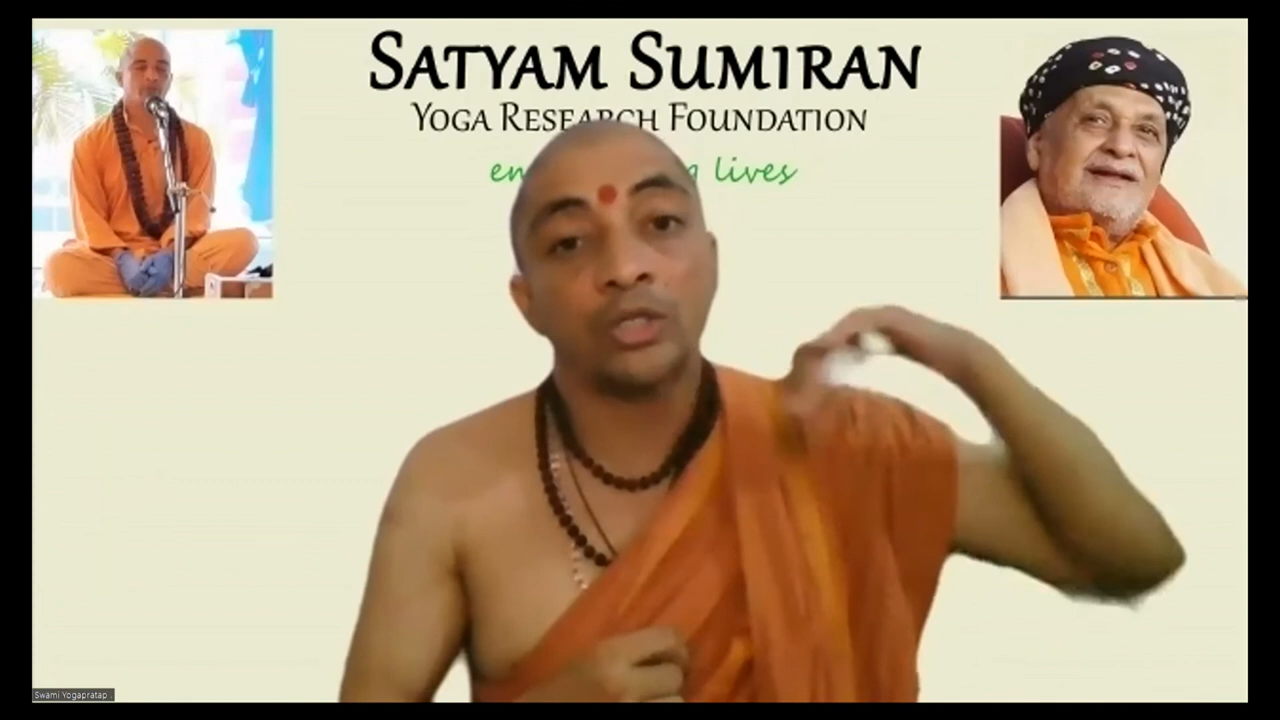 SATYAM SUMIRAN
YOGA RESEARCH FOUNDATION
lives
Swami Yogapratap .